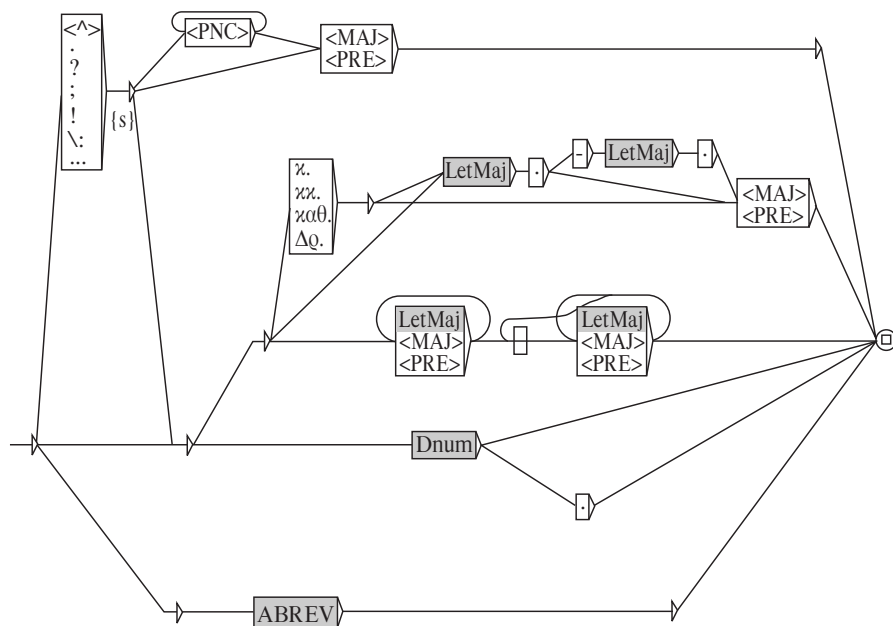 <^>
.
?
;
!
\:
...
{s}
<PNC>
<MAJ>
<PRE>
ϰ.
ϰϰ.
ϰαθ.
Δϱ.
LetMaj
.
-
LetMaj
.
<MAJ>
<PRE>
LetMaj
<MAJ>
<PRE>
LetMaj
<MAJ>
<PRE>
Dnum
.
ABREV